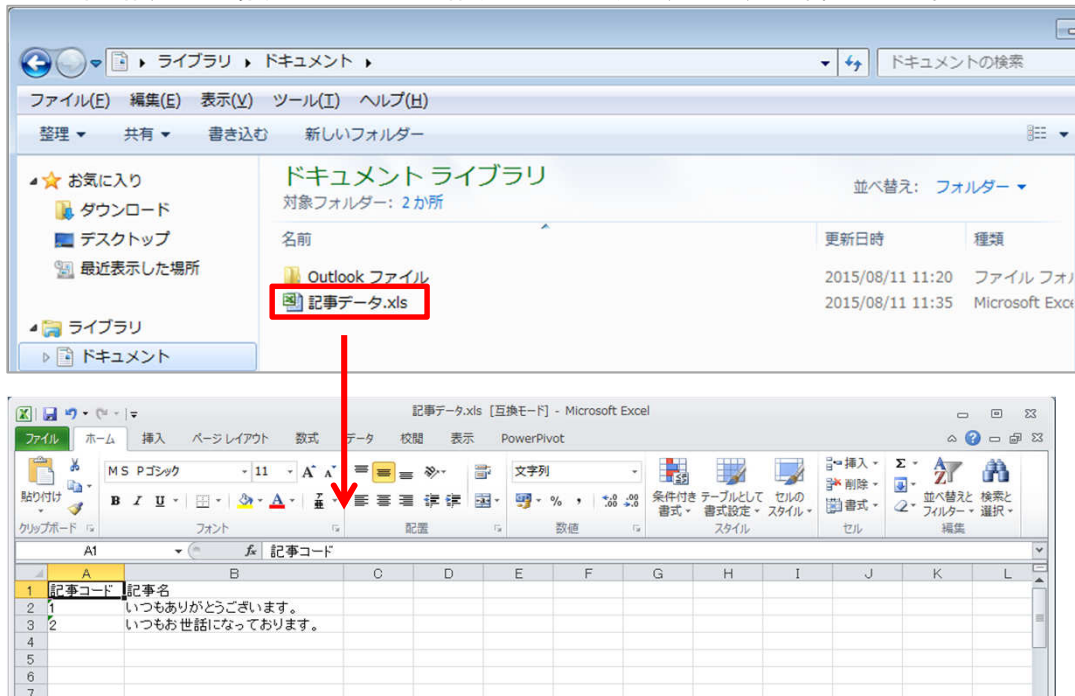 ライブラリ ドキュメント ドキュメントの検索
ファイル(F) 編集(E) 表示(V) ツール(T) ヘルプ(H)
整理 共有 書き込む 新しいフォルダー
お気に入り
ダウンロード
デスクトップ
最近表示した場所
ライブラリ
ドキュメント
ドキュメント ライブラリ
対象フォルダー: 2 か所
並べ替え: フォルダー
名前 更新日時 種類
Outlook ファイル 2015/08/11 11:20 ファイル フォル
記事データ.xls 2015/08/11 11:35 Microsoft Exce
記事データ.xls [互換モード] - Microsoft Excel
ファイル ホーム 挿入 ページ レイアウト 数式 データ 校閲 表示 PowerPivot
貼り付け
クリップボード
MS Pゴシック 11
B I U
フォント
配置
文字列
数値
条件付き書式 テーブルとして書式設定 セルのスタイル
スタイル
挿入
削除
書式
セル
並べ替えとフィルター 検索と選択
編集
A1 fx 記事コード
A B C D E F G H I J K L
1 記事コード 記事名
2 1 いつもありがとうございます。
3 2 いつもお世話になっております。
4
5
6
7